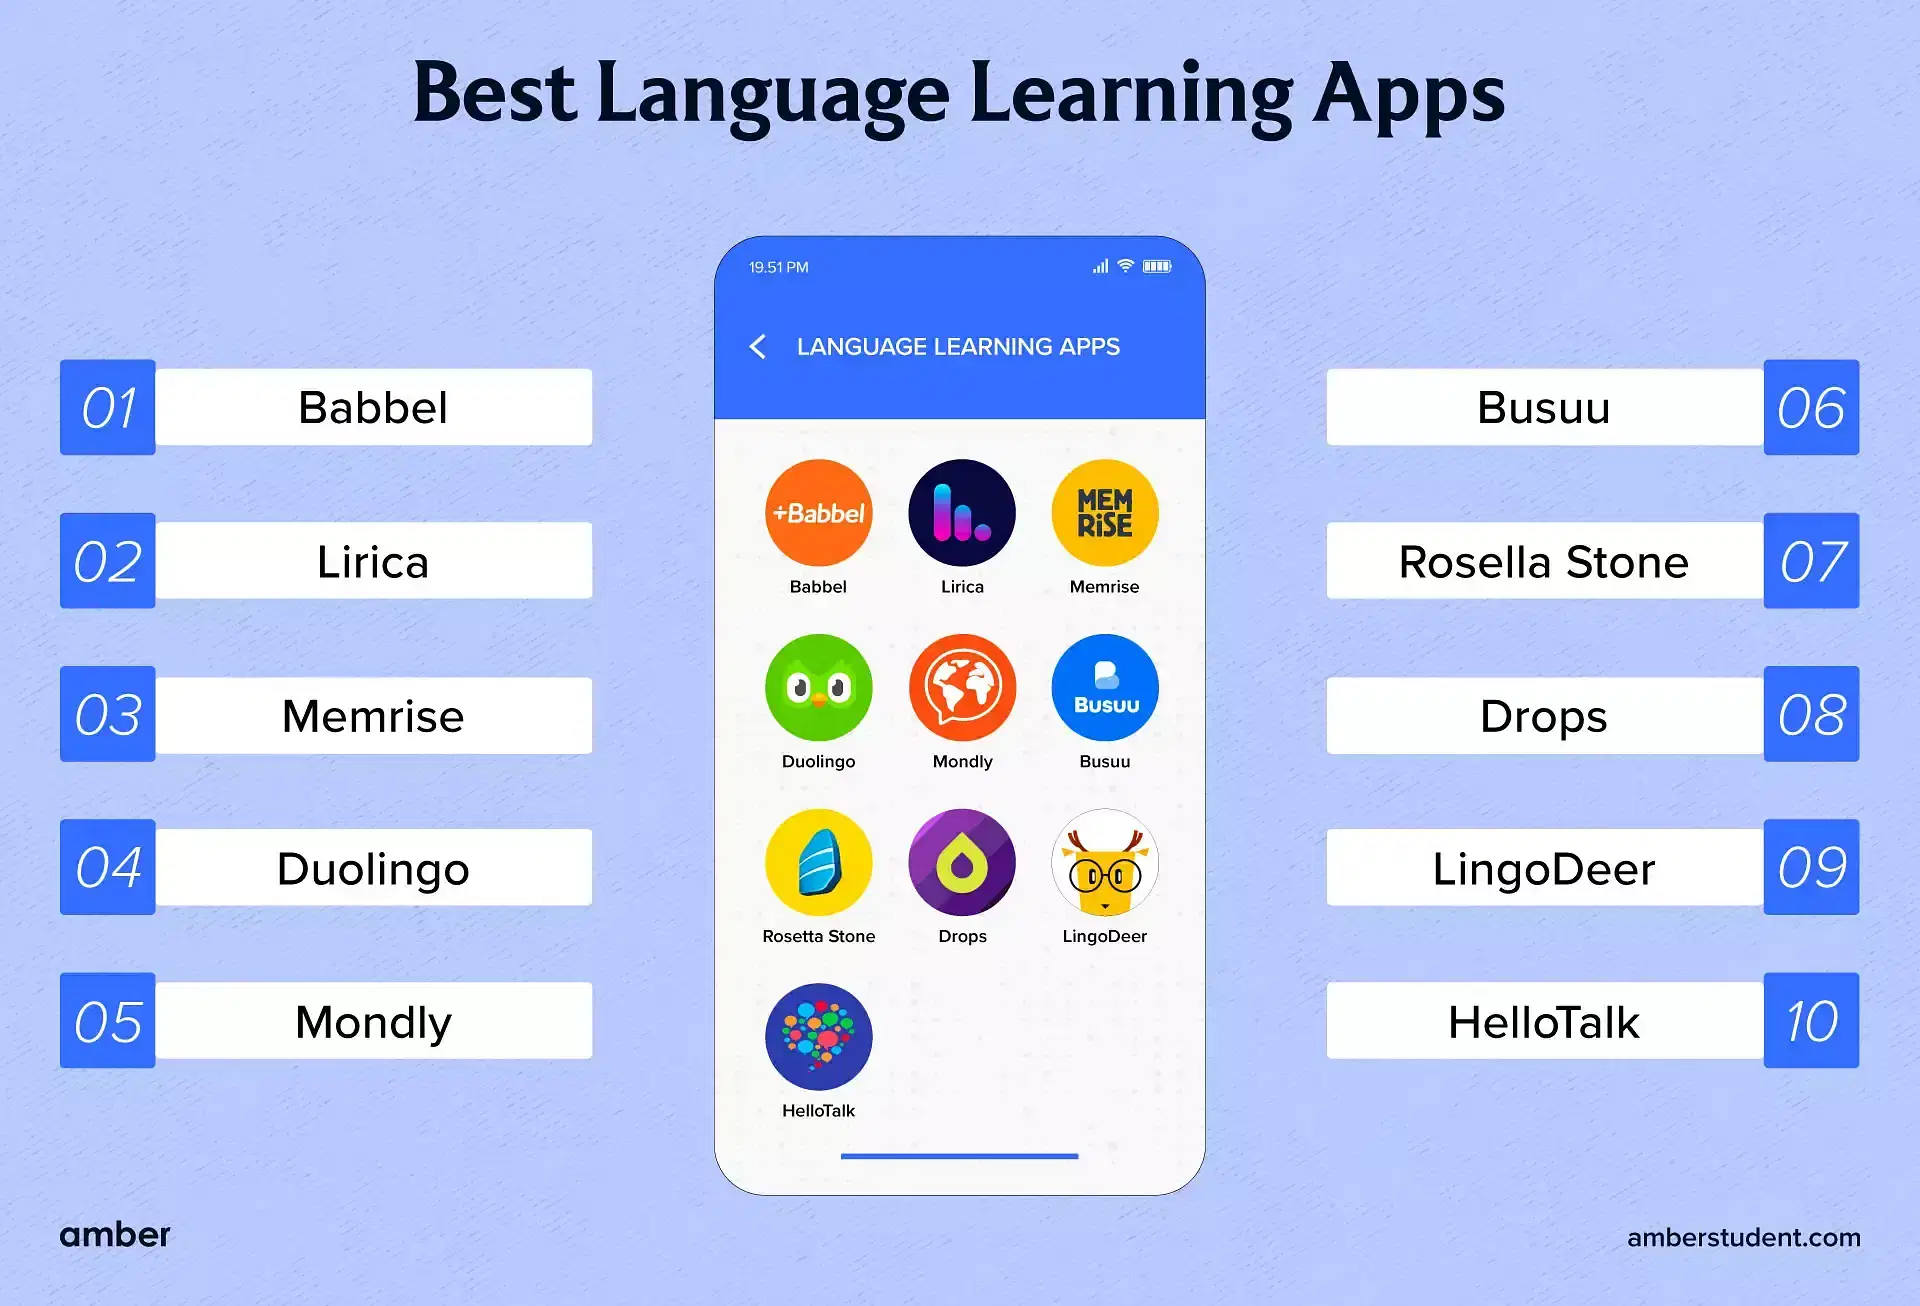 Best Language Learning Apps
01 Babbel
02 Lirica
03 Memrise
04 Duolingo
05 Mondly
19.51 PM
LANGUAGE LEARNING APPS
+Babbel
MEM
RiSE
Babbel Lirica Memrise
Busuu
Duolingo Mondly Busuu
Rosetta Stone Drops LingoDeer
HelloTalk
Busuu 06
Rosella Stone 07
Drops 08
LingoDeer 09
HelloTalk 10
amber
amberstudent.com